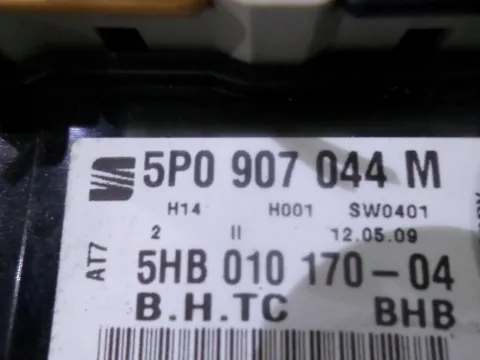 5P0 907 044 M
H14 H001 SW0401
2 II 12.05.09
AT7
5HB 010 170-04
B.H.TC BHB